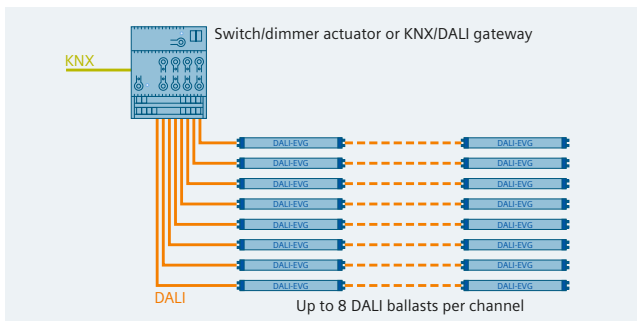 Switch/dimmer actuator or KNX/DALI gateway
KNX
DALI-EVG DALI-EVG
DALI-EVG DALI-EVG
DALI-EVG DALI-EVG
DALI-EVG DALI-EVG
DALI-EVG DALI-EVG
DALI-EVG DALI-EVG
DALI-EVG DALI-EVG
DALI-EVG DALI-EVG
DALI
Up to 8 DALI ballasts per channel